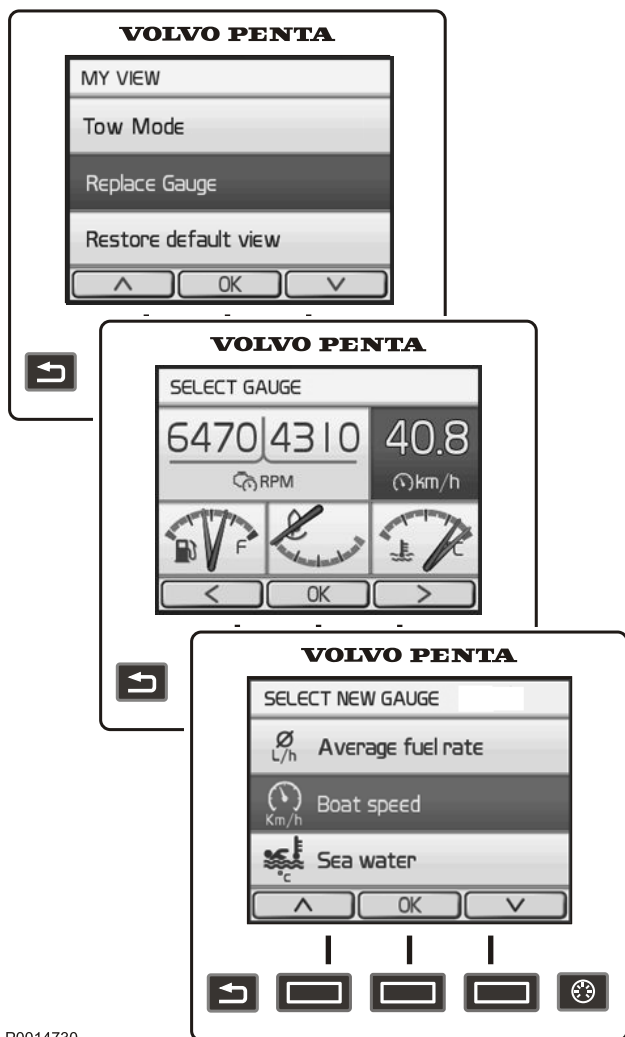 VOLVO PENTA
MY VIEW
Tow Mode
Replace Gauge
Restore default view
OK
VOLVO PENTA
SELECT GAUGE
6470 4310 40.8
RPM km/h
F C
OK
VOLVO PENTA
SELECT NEW GAUGE
Ø L/h Average fuel rate
Km/h Boat speed
°c Sea water
OK